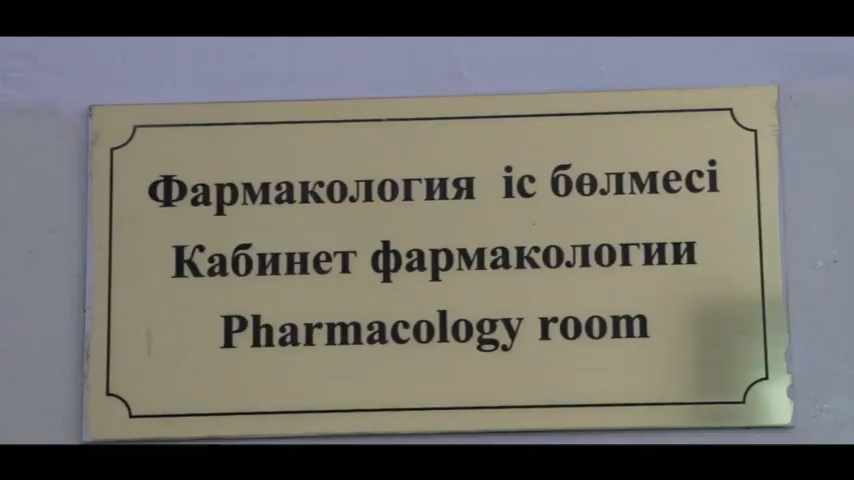 Фармакология іс бөлмесі
Кабинет фармакологии
Pharmacology room